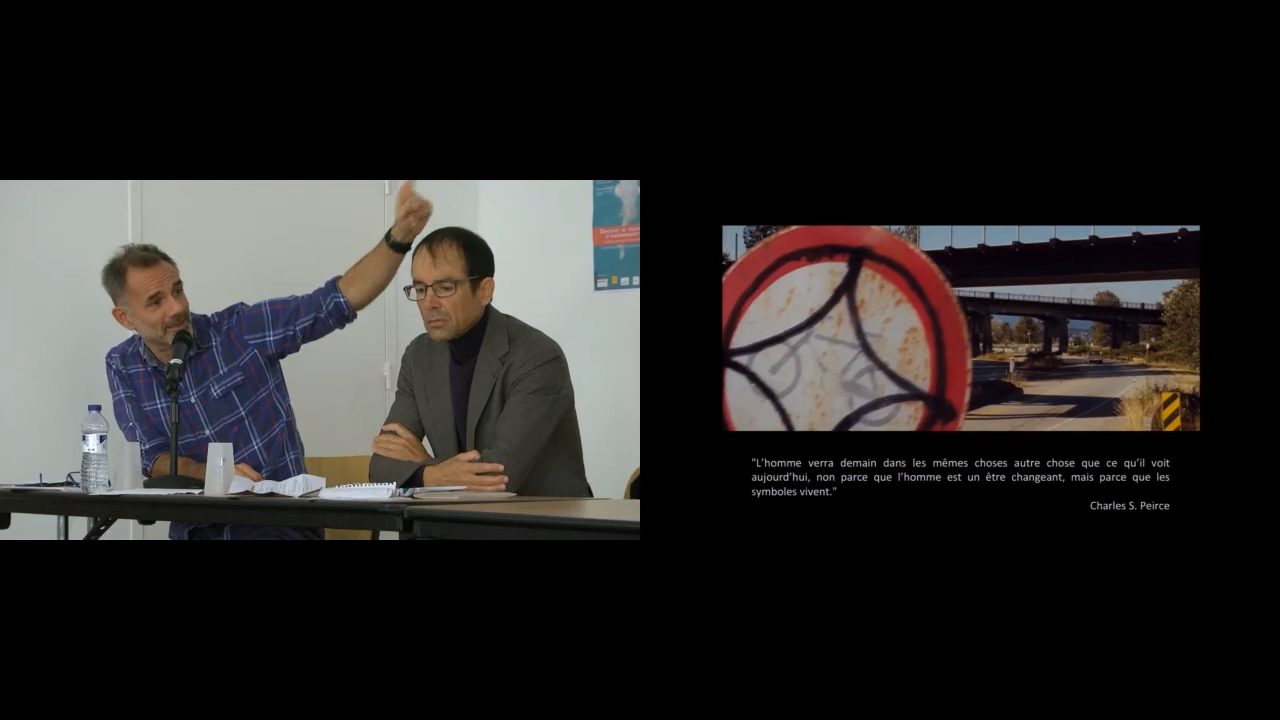 "L'homme verra demain dans les mêmes choses autre chose que ce qu'il voit
aujourd'hui, non parce que l'homme est un être changeant, mais parce que les
symboles vivent."
Charles S. Peirce